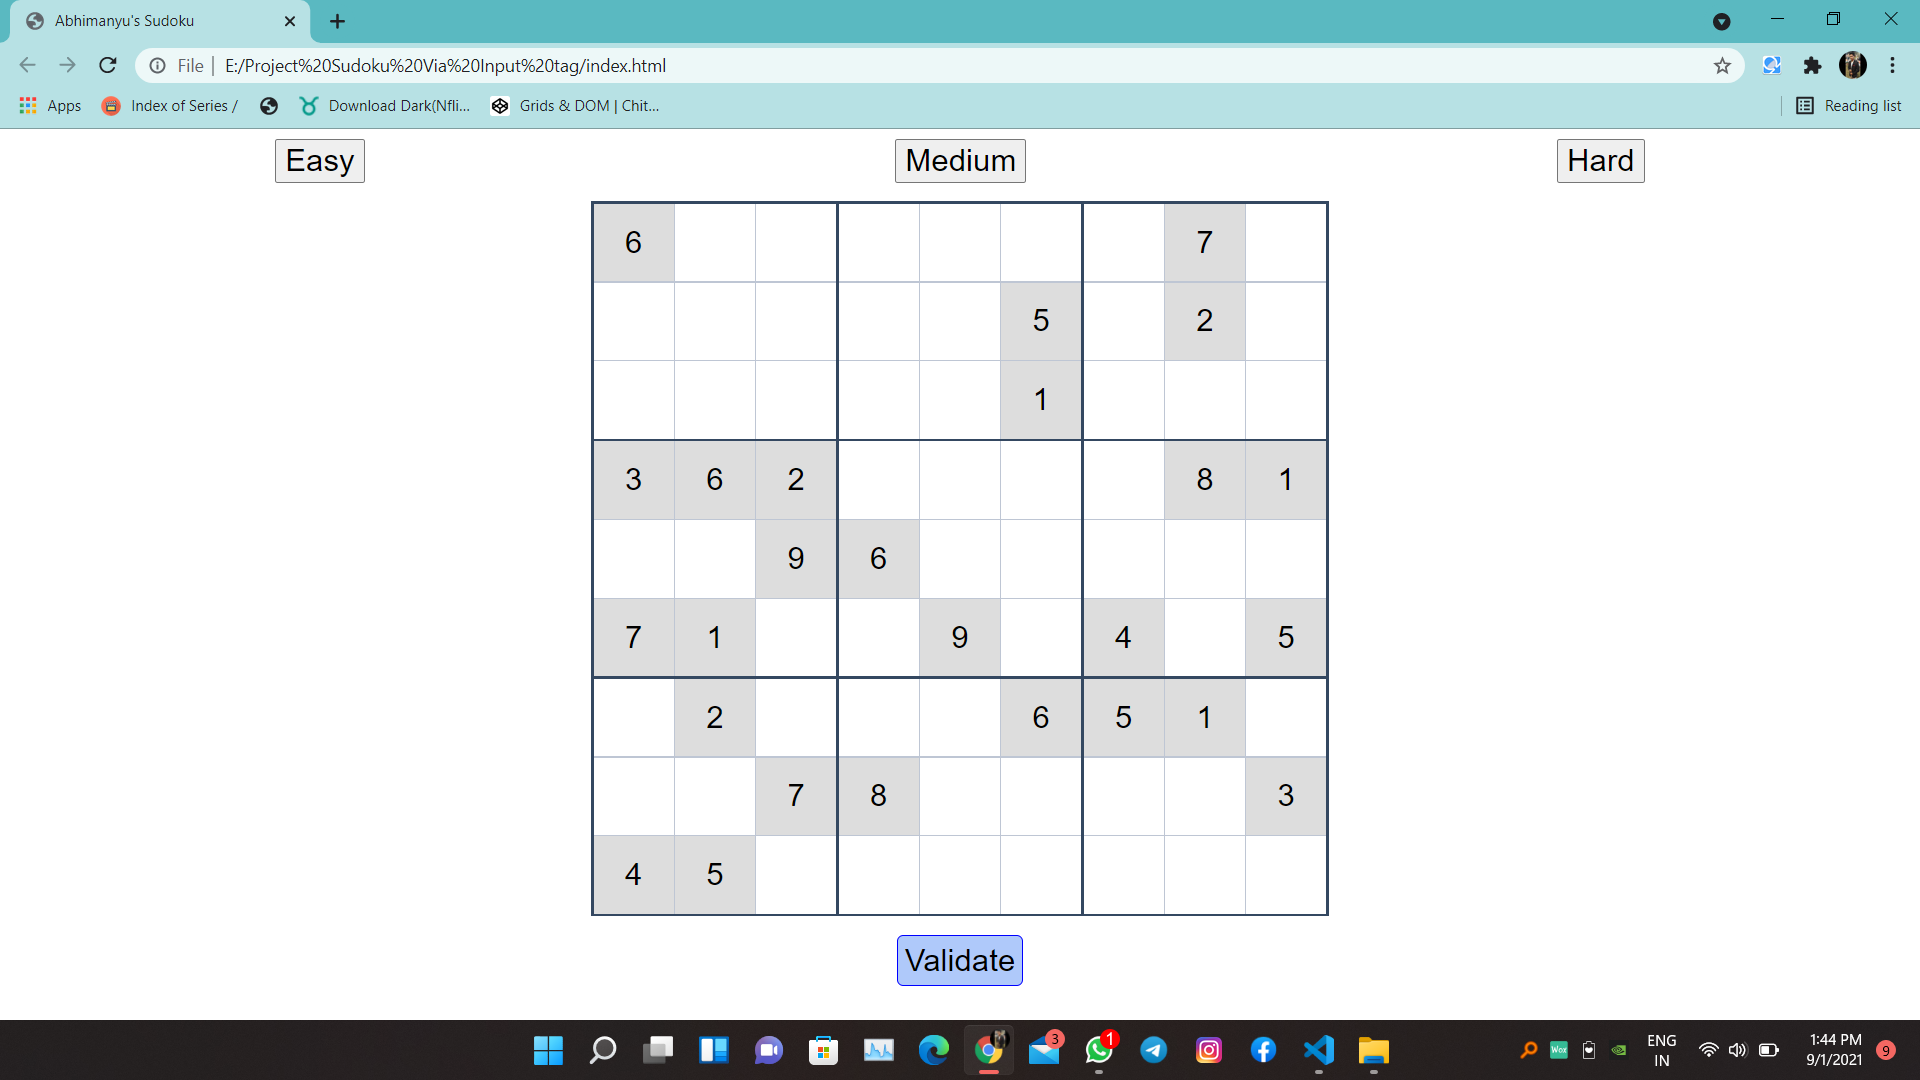 Abhimanyu's Sudoku
File | E:/Project%20Sudoku%20Via%20Input%20tag/index.html
Apps Index of Series / Download Dark(Nfli... Grids & DOM | Chit... Reading list
Easy Medium Hard
6 7
5 2
1
3 6 2 8 1
9 6
7 1 9 4 5
2 6 5 1
7 8 3
4 5
Validate
3 1 Wox ENG 1:44 PM
IN 9/1/2021 9